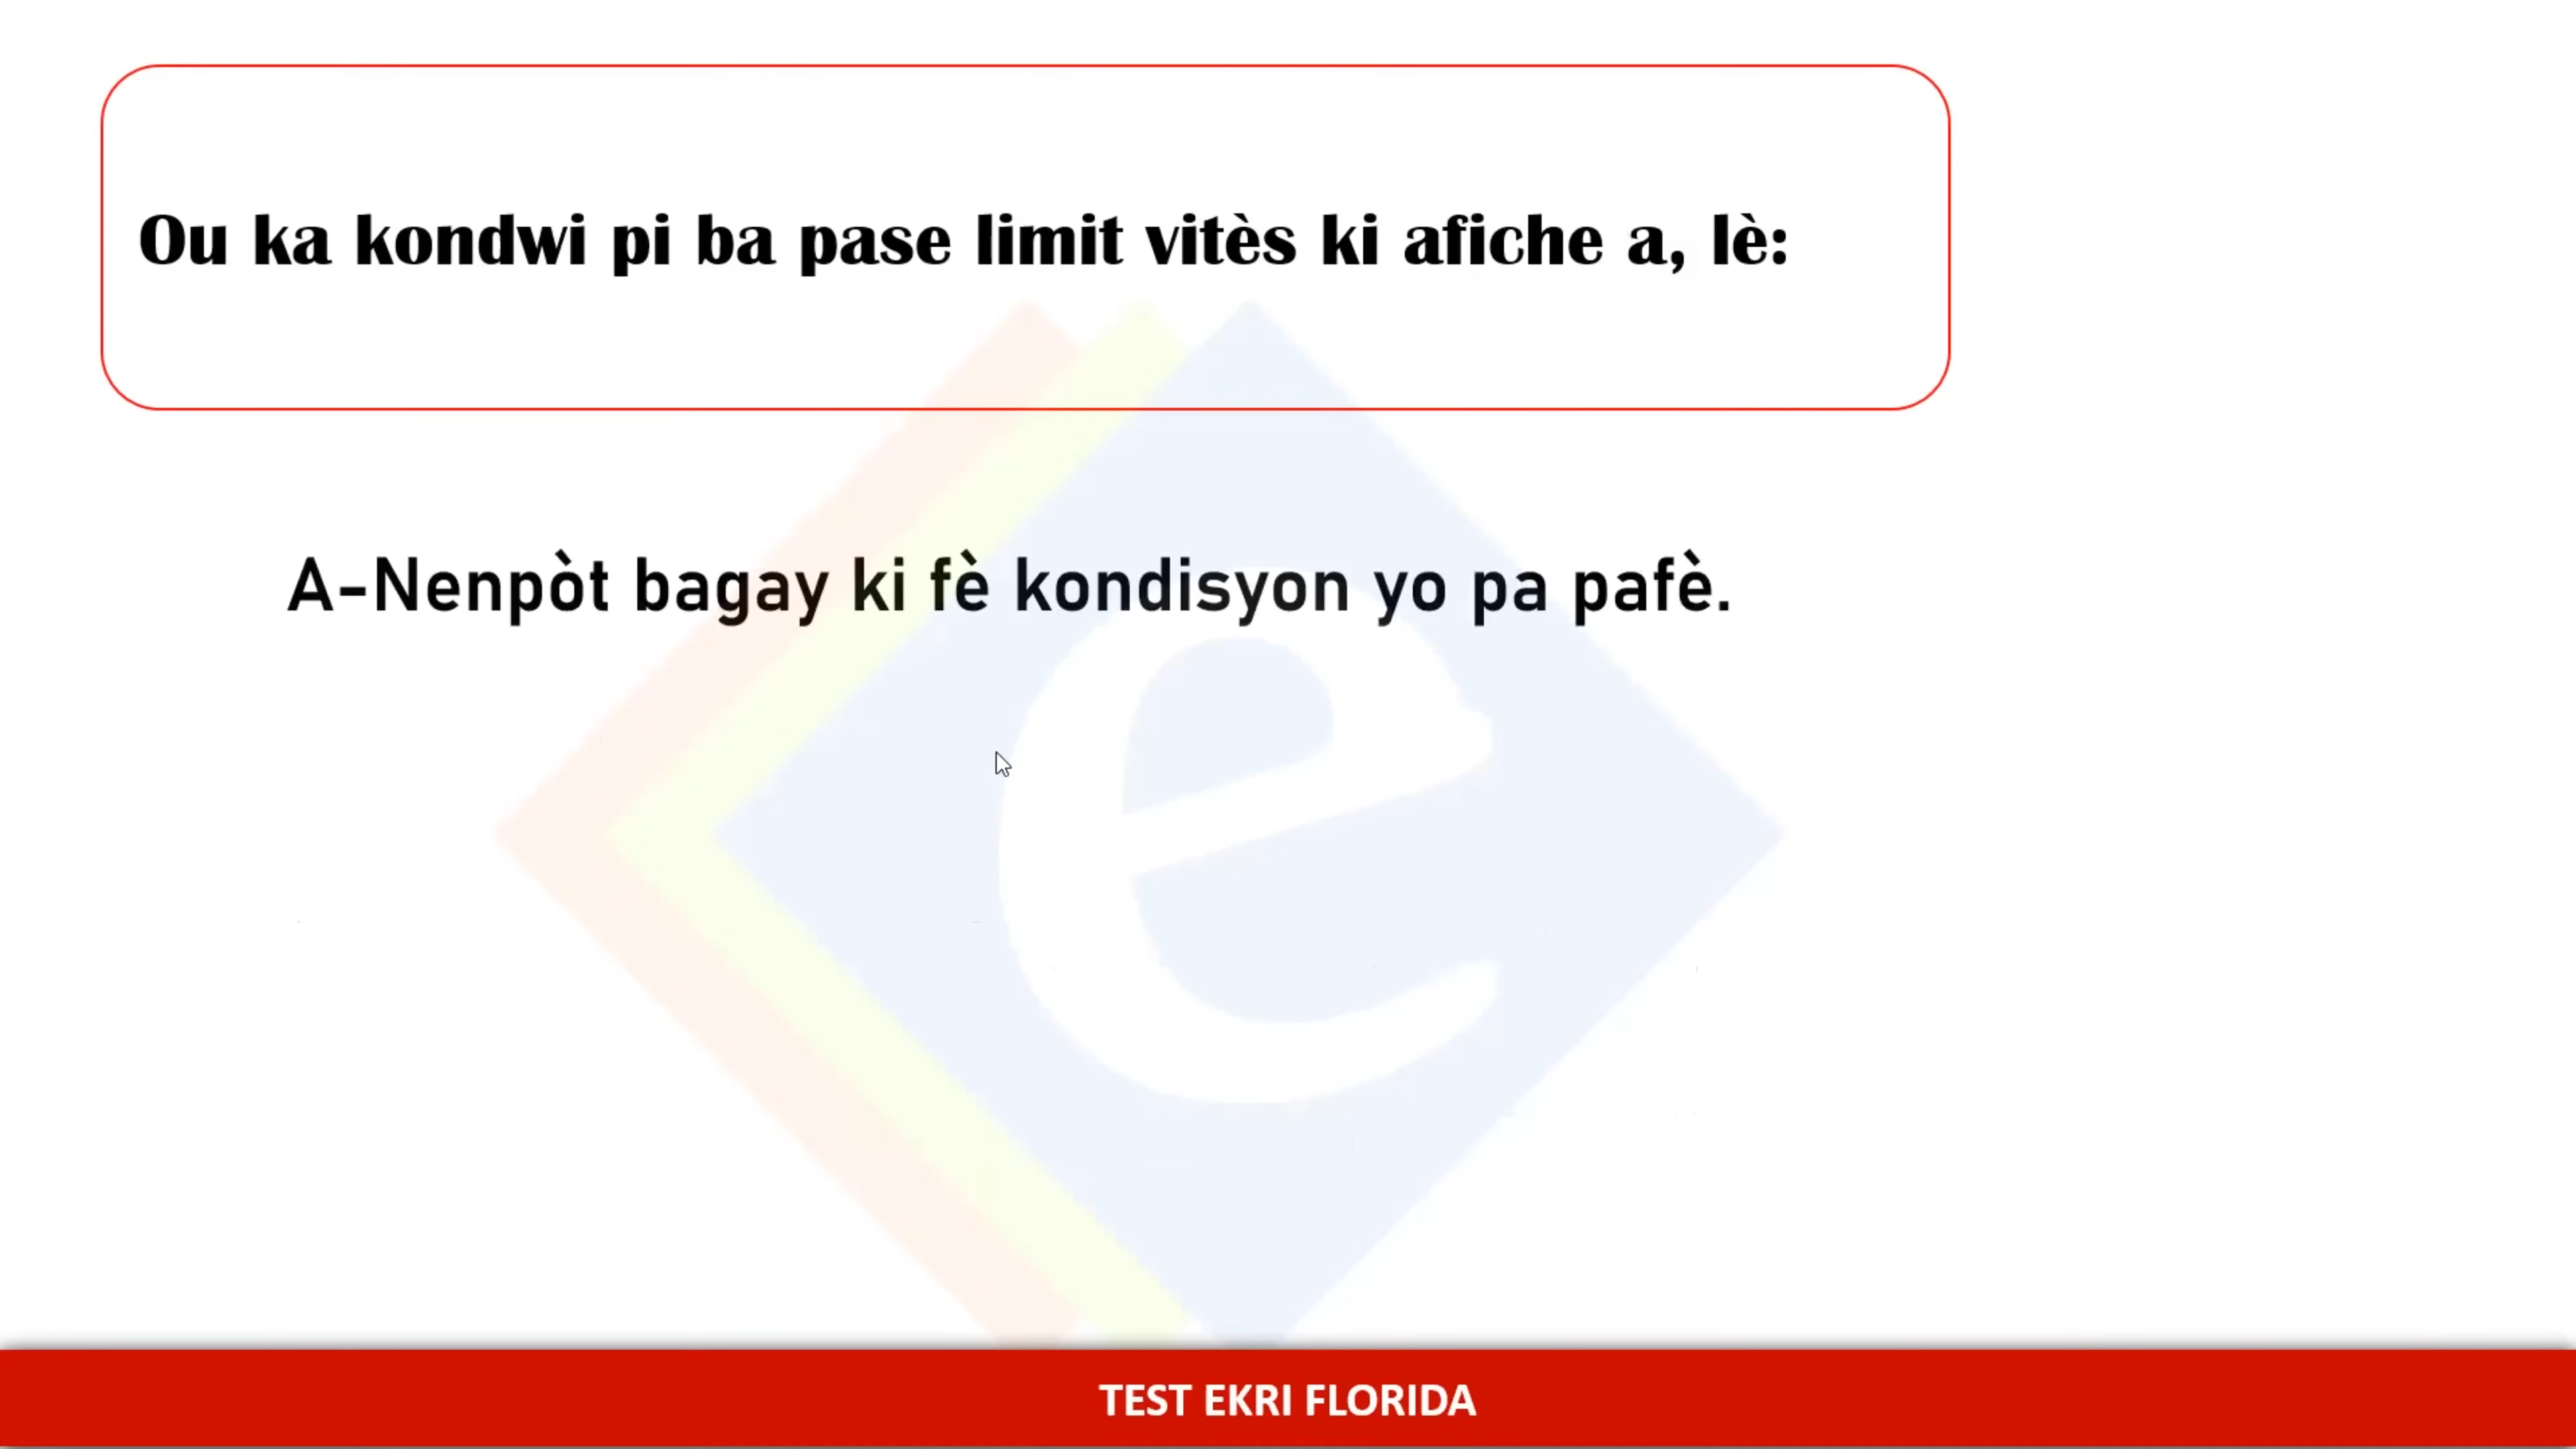 Ou ka kondwi pi ba pase limit vitès ki afiche a, lè:
A-Nenpòt bagay ki fè kondisyon yo pa pafè.
e
TEST EKRI FLORIDA